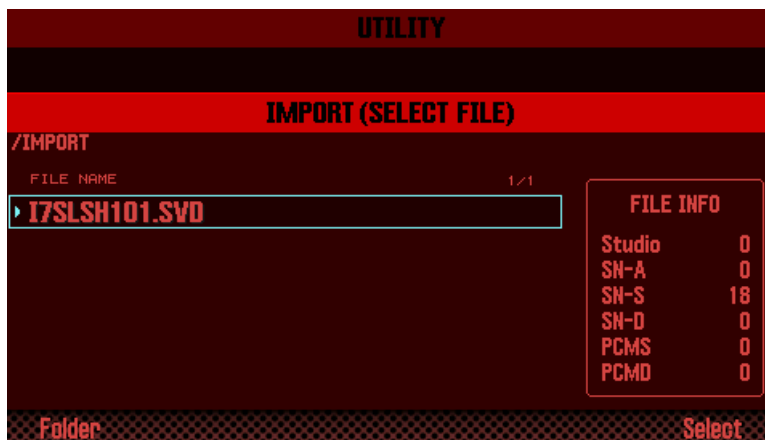 UTILITY
IMPORT (SELECT FILE)
/IMPORT
FILE NAME 1/1
I7SLSH101.SVD
FILE INFO
Studio 0
SN-A 0
SN-S 18
SN-D 0
PCMS 0
PCMD 0
Folder Select